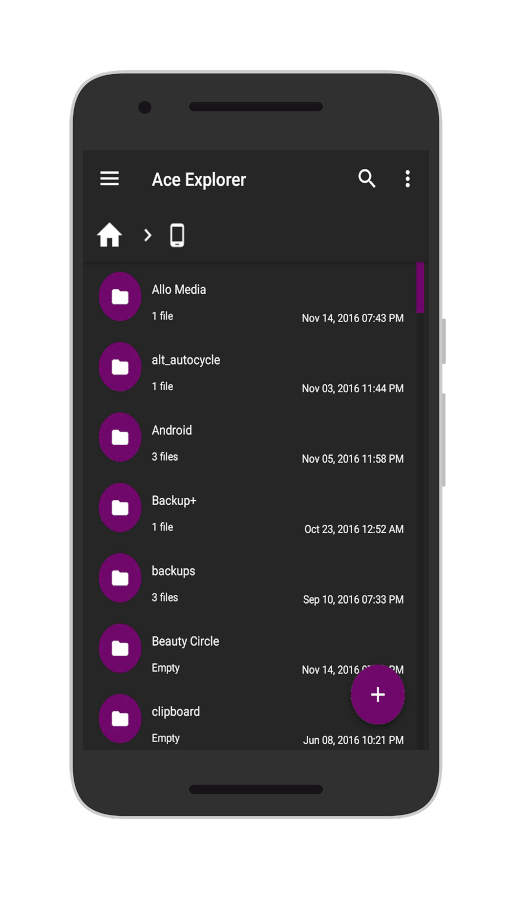 Ace Explorer
Allo Media
1 file
Nov 14, 2016 07:43 PM
alt_autocycle
1 file
Nov 03, 2016 11:44 PM
Android
3 files
Nov 05, 2016 11:58 PM
Backup+
1 file
Oct 23, 2016 12:52 AM
backups
3 files
Sep 10, 2016 07:33 PM
Beauty Circle
Empty
Nov 14, 2016 PM
clipboard
Empty
Jun 08, 2016 10:21 PM